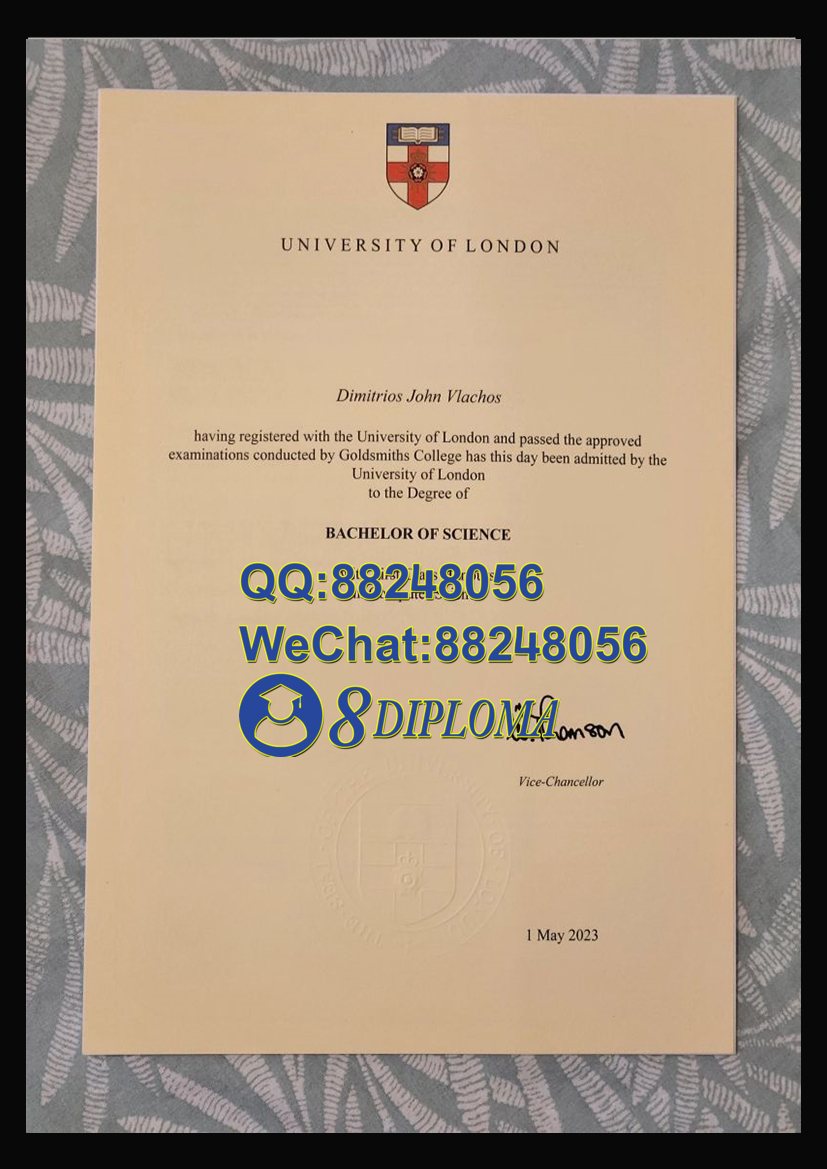 UNIVERSITY OF LONDON
Dimitrios John Vlachos
having registered with the University of London and passed the approved
examinations conducted by Goldsmiths College has this day been admitted by the
University of London
to the Degree of
BACHELOR OF SCIENCE
QQ:88248056
WeChat:88248056
8 DIPLOMA
Vice-Chancellor
1 May 2023